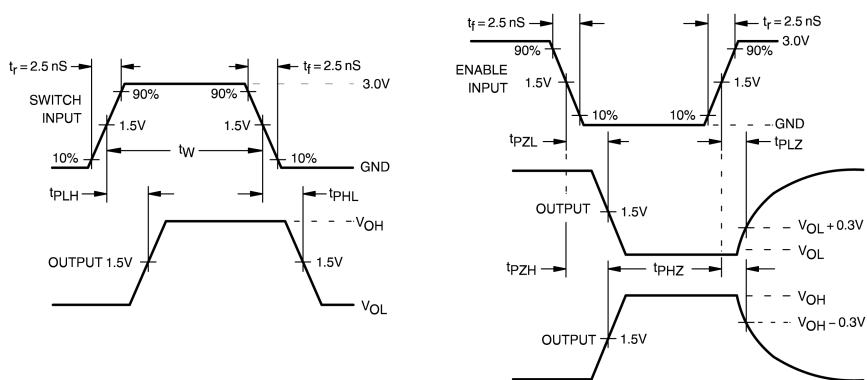 tr = 2.5 nS
tf = 2.5 nS
90%
90%
3.0V
SWITCH
INPUT
1.5V
1.5V
10%
tW
10%
GND
tPLH
tPHL
VOH
OUTPUT 1.5V
1.5V
VOL
tf = 2.5 nS
tr = 2.5 nS
3.0V
90%
90%
ENABLE
INPUT
1.5V
1.5V
10%
10%
GND
tPZL
tPLZ
OUTPUT
1.5V
VOL + 0.3V
VOL
tPZH
tPHZ
VOH
VOH – 0.3V
OUTPUT
1.5V